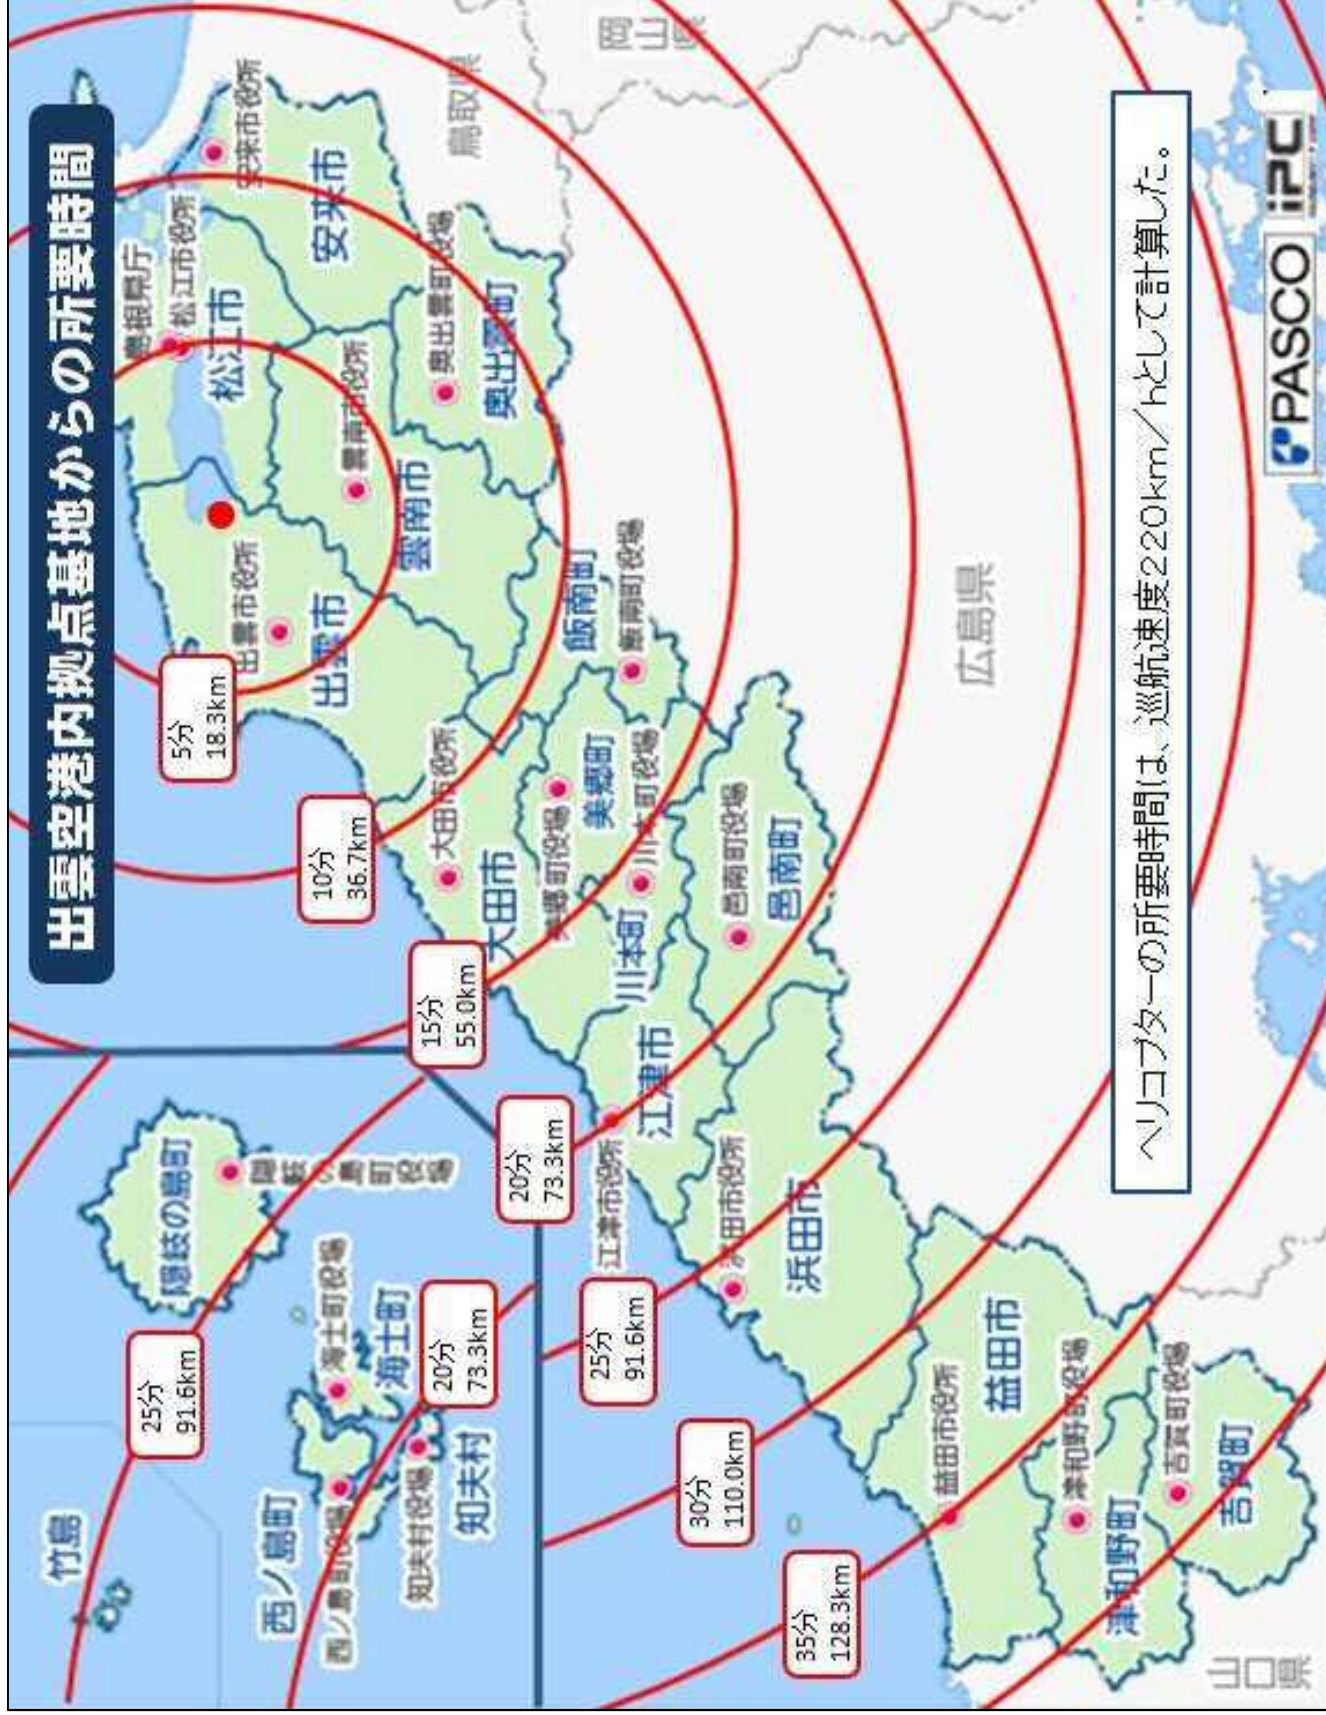 出雲空港内拠点基地からの所要時間
竹島
25分
91.6km
隠岐の島町
隠岐の島町役場
西ノ島町
西ノ島町役場
海士町役場
海士町
知夫村役場
知夫村
20分
73.3km
5分
18.3km
10分
36.7km
15分
55.0km
20分
73.3km
25分
91.6km
30分
110.0km
35分
128.3km
島根県庁
松江市役所
松江市
安来市役所
安来市
出雲市役所
出雲市
雲南市役所
雲南市
奥出雲町役場
奥出雲町
飯南町
飯南町役場
大田市役所
大田市
美郷町役場
美郷町
川本町役場
川本町
邑南町役場
邑南町
江津市役所
江津市
浜田市役所
浜田市
益田市役所
益田市
津和野町役場
津和野町
吉賀町役場
吉賀町
鳥取県
岡山県
広島県
山口県
ヘリコプターの所要時間は、巡航速度220km/hとして計算した。
PASCO
iPC